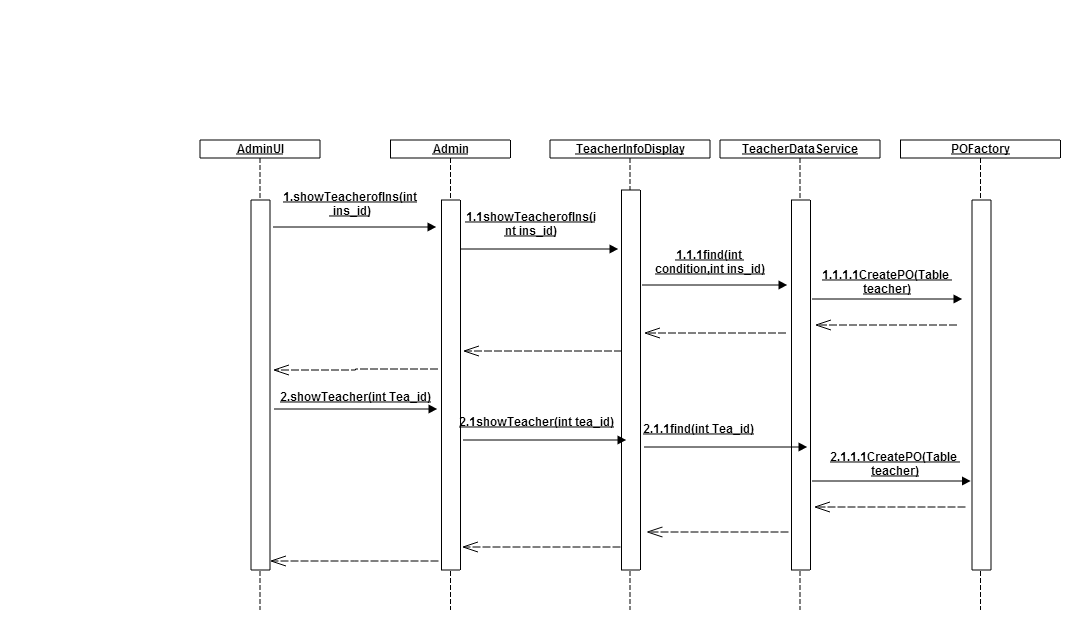 AdminUI
Admin
TeacherInfoDisplay
TeacherDataService
POFactory
1.showTeacherofIns(int
ins_id)
1.1showTeacherofIns(i
nt ins_id)
1.1.1find(int
condition,int ins_id)
1.1.1.1CreatePO(Table
teacher)
2.showTeacher(int Tea_id)
2.1showTeacher(int tea_id)
2.1.1find(int Tea_id)
2.1.1.1CreatePO(Table
teacher)